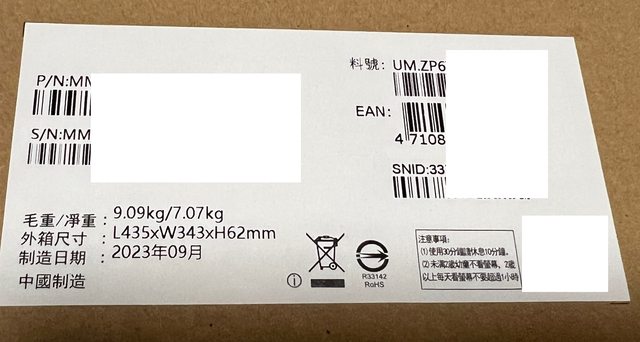 P/N:MM
S/N:MM
料號: UM.ZP6
EAN:
4 7108
SNID:33
毛重/凈重: 9.09kg/7.07kg
外箱尺寸: L435xW343xH62mm
制造日期: 2023年09月
中國制造
R33142
RoHS
注意事項:
(1)使用30分鐘請休息10分鐘。
(2)未滿2歲幼童不看螢幕，2歲
以上每天看螢幕不要超過1小時